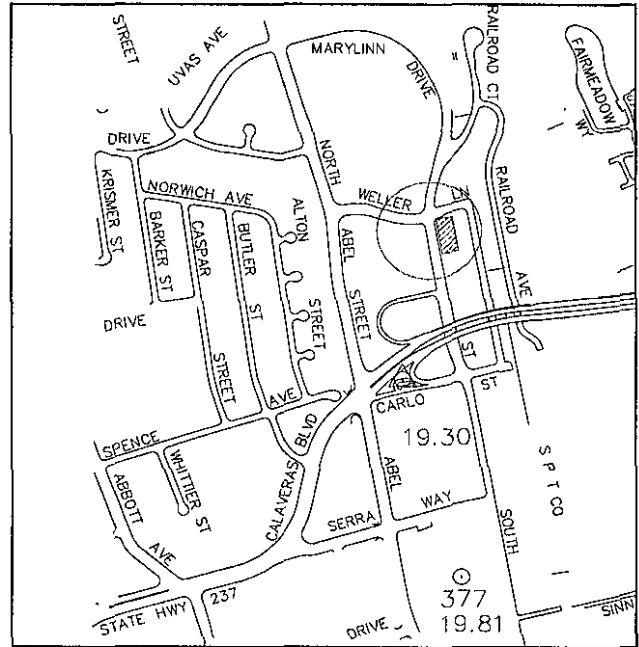 STREET
UVAS AVE
MARYLINN
DRIVE
RAILROAD CT
FAIRMEADOW
WY
DRIVE
KRISMER ST
NORWICH AVE
BARKER ST
CASPAR
STREET
BUTLER ST
ALTON
STREET
NORTH
ABEL
STREET
WELLER LN
RAILROAD
AVE
DRIVE
ST
ST
CARLO
19.30
AVE
BLVD
CALAVERAS
SPENCE
WHITTIER ST
ABBOTT
AVE
ABEL
SERRA
WAY
SOUTH
S P T CO
STATE HWY
237
DRIVE
377
19.81
SINN